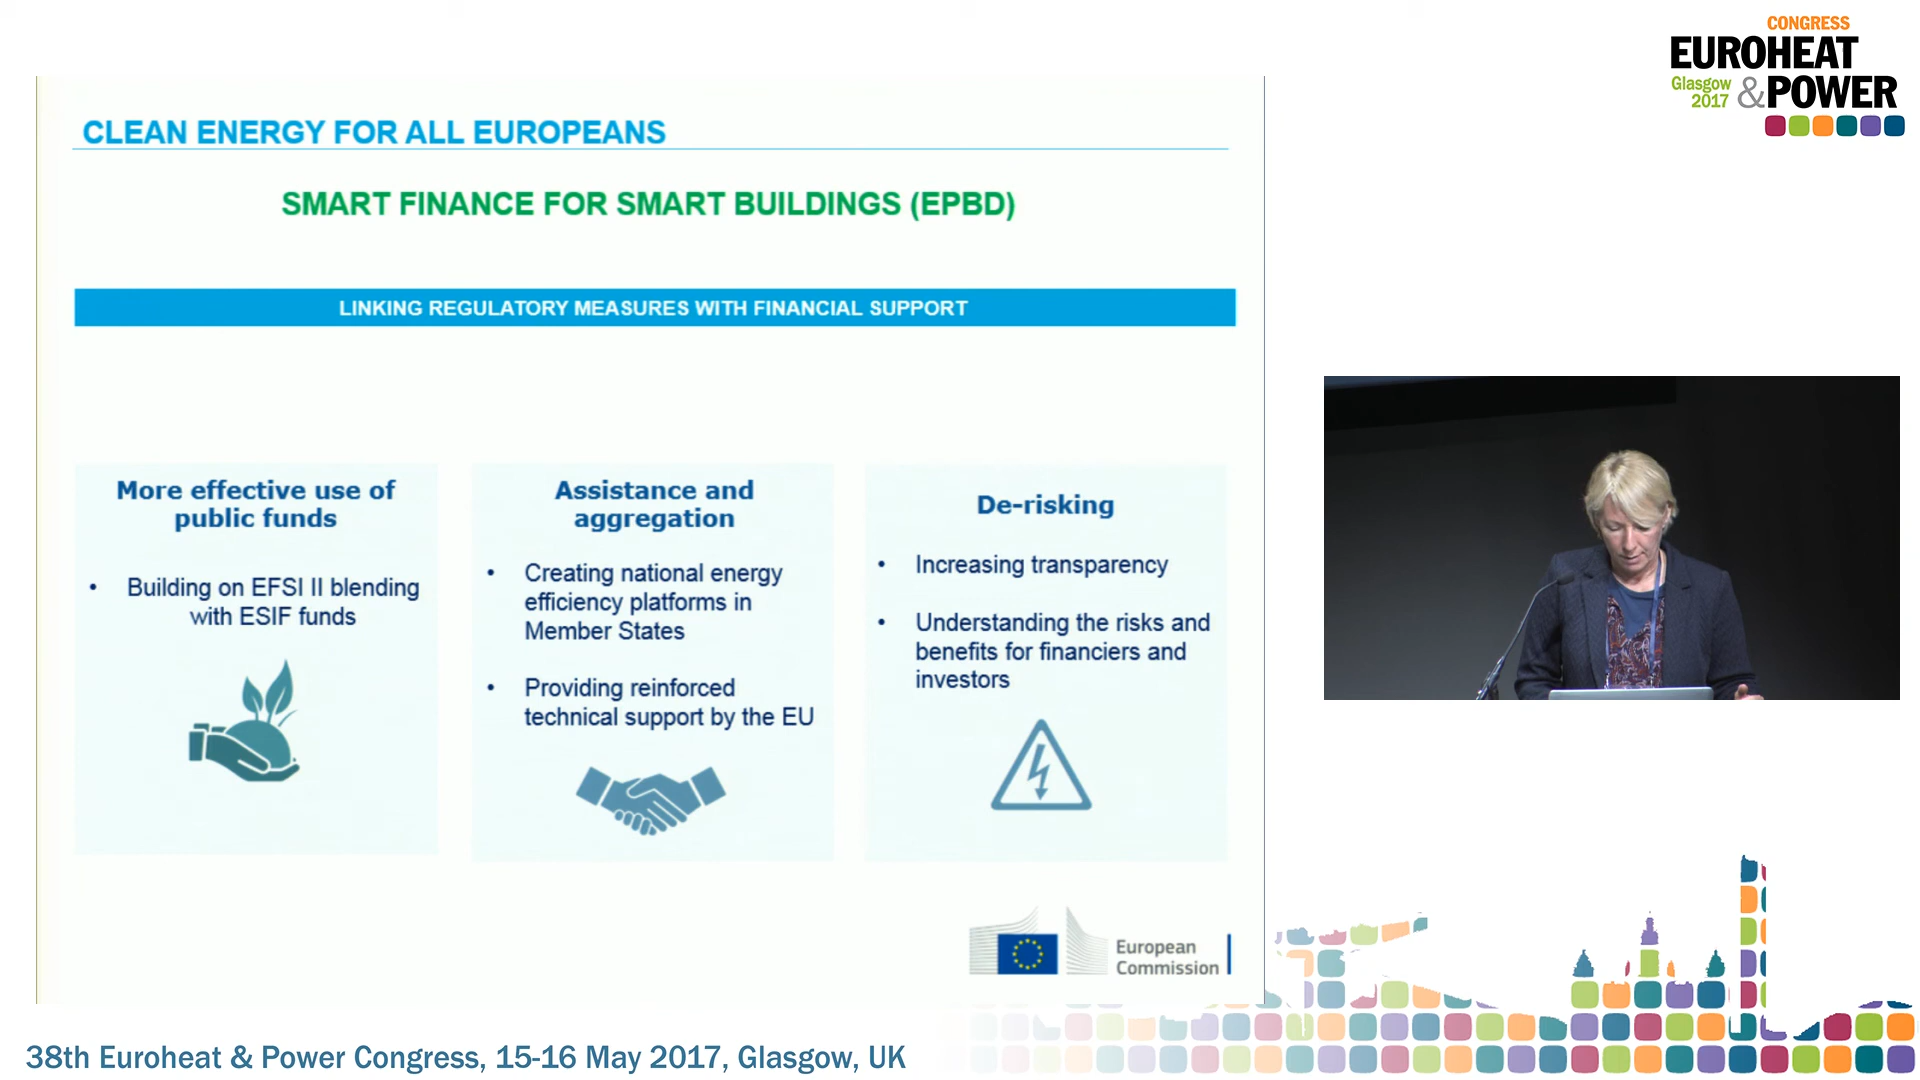 CONGRESS
EUROHEAT
Glasgow
2017
&POWER
CLEAN ENERGY FOR ALL EUROPEANS
SMART FINANCE FOR SMART BUILDINGS (EPBD)
LINKING REGULATORY MEASURES WITH FINANCIAL SUPPORT
More effective use of
public funds
• Building on EFSI II blending
with ESIF funds
Assistance and
aggregation
• Creating national energy
efficiency platforms in
Member States
• Providing reinforced
technical support by the EU
De-risking
• Increasing transparency
• Understanding the risks and
benefits for financiers and
investors
European
Commission
38th Euroheat & Power Congress, 15-16 May 2017, Glasgow, UK